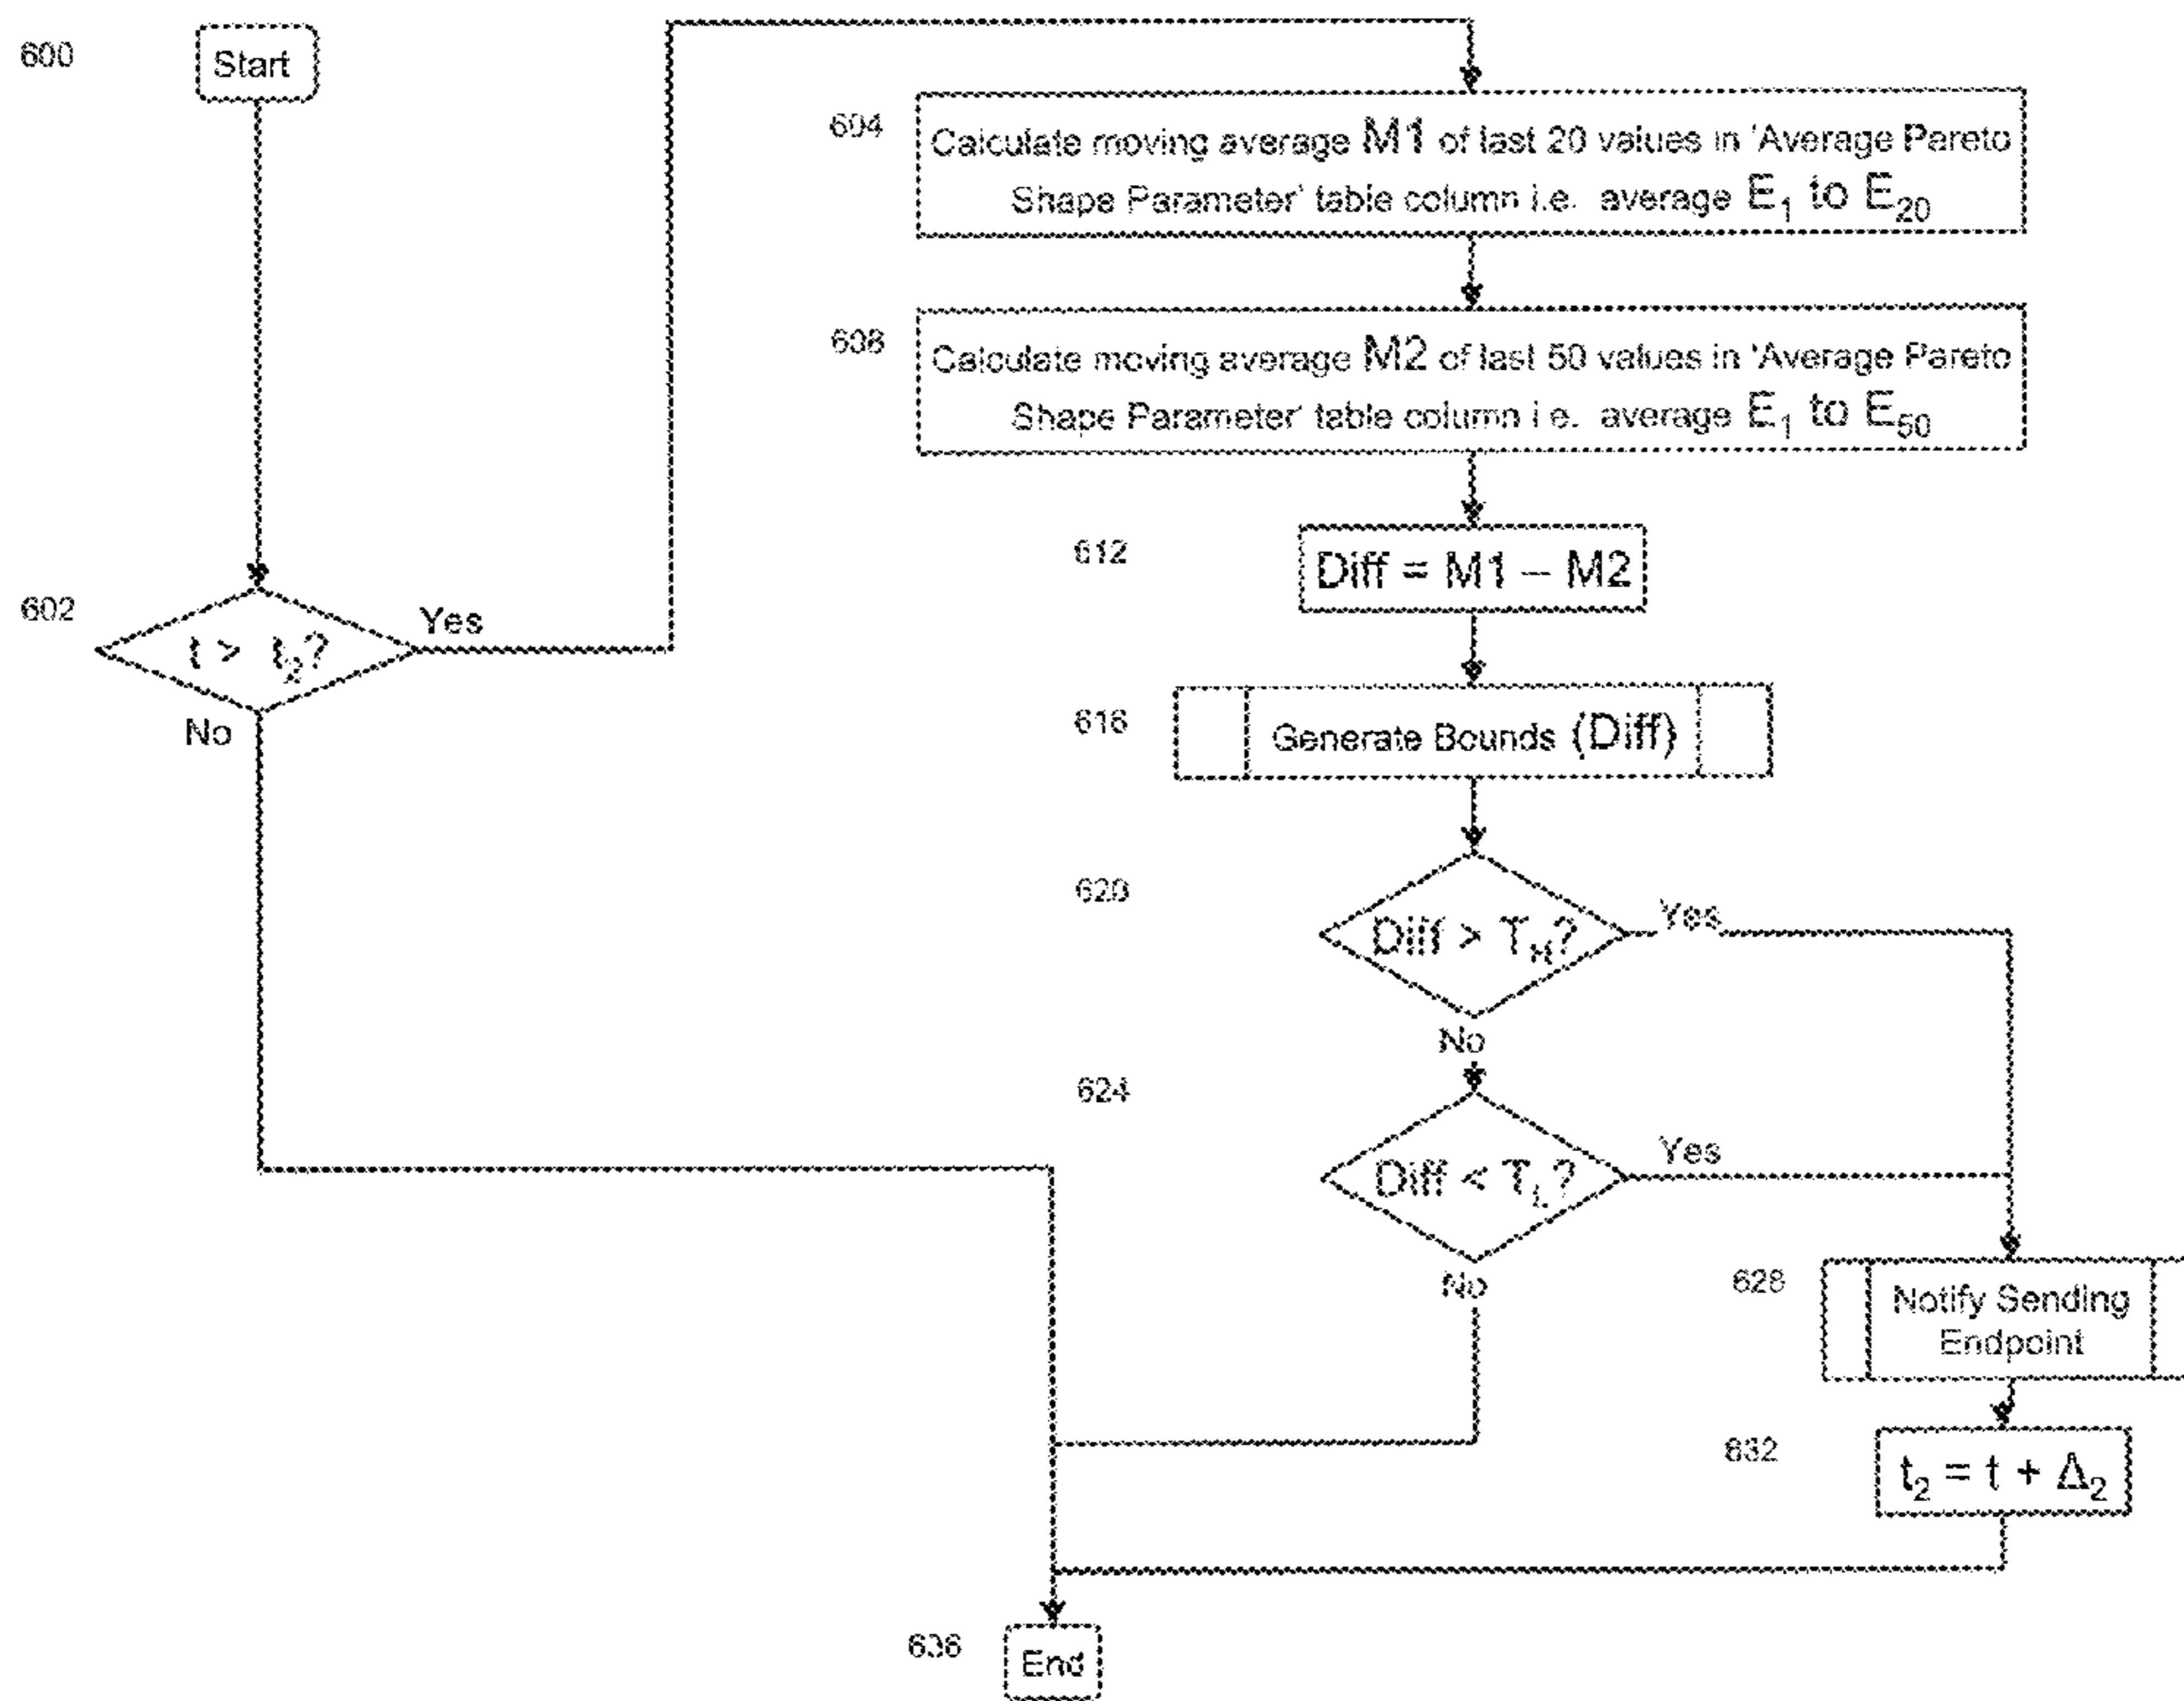 600
Start
604
Calculate moving average M1 of last 20 values in 'Average Pareto
Shape Parameter' table column i.e. average E₁ to E₂₀
608
Calculate moving average M2 of last 50 values in 'Average Pareto
Shape Parameter' table column i.e. average E₁ to E₅₀
612
Diff = M1 – M2
602
t > t₂?
Yes
No
616
Generate Bounds (Diff)
620
Diff > T_H?
Yes
No
624
Diff < T_L?
Yes
No
628
Notify Sending
Endpoint
632
t₂ = t + Δ₂
636
End